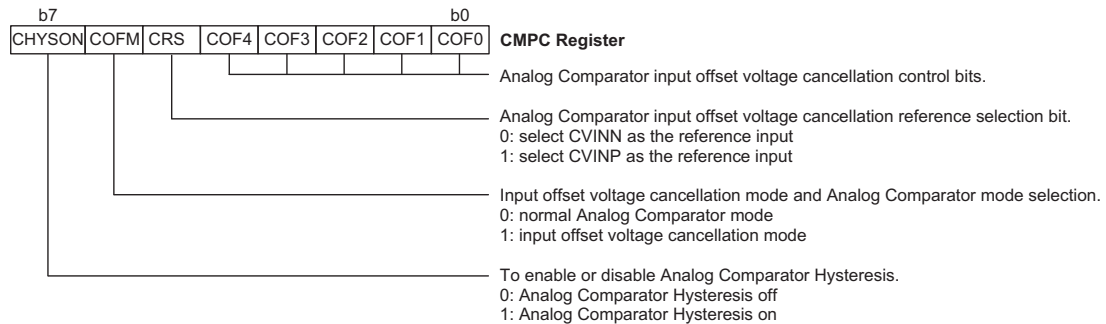 b7 b0
CHYSON COFM CRS COF4 COF3 COF2 COF1 COF0 CMPC Register
Analog Comparator input offset voltage cancellation control bits.
Analog Comparator input offset voltage cancellation reference selection bit.
0: select CVINN as the reference input
1: select CVINP as the reference input
Input offset voltage cancellation mode and Analog Comparator mode selection.
0: normal Analog Comparator mode
1: input offset voltage cancellation mode
To enable or disable Analog Comparator Hysteresis.
0: Analog Comparator Hysteresis off
1: Analog Comparator Hysteresis on